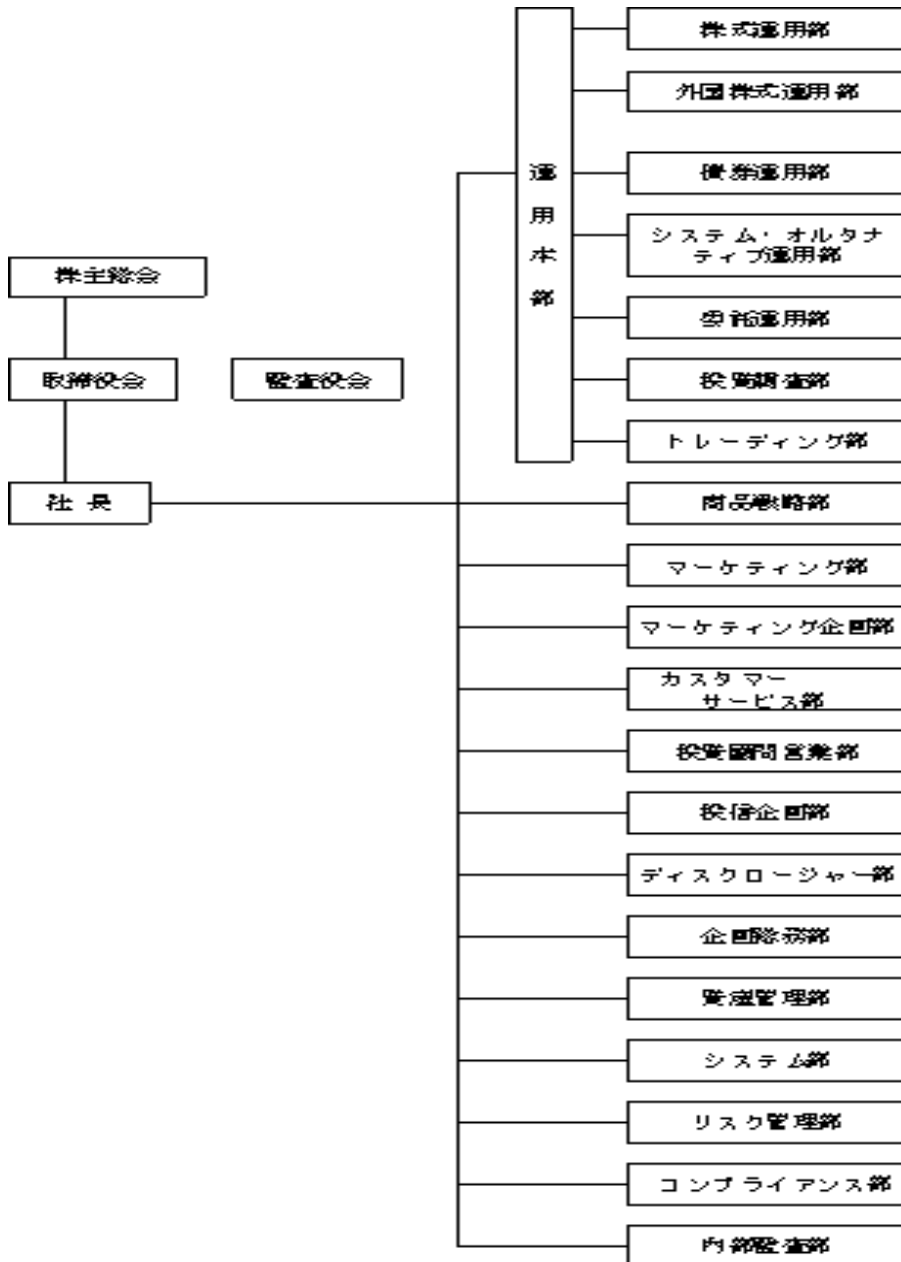 株主総会
取締役会
監査役会
社長
運用本部
株式運用部
外国株式運用部
債券運用部
システム・オルタナ
ティブ運用部
委託運用部
投資調査部
トレーディング部
商品戦略部
マーケティング部
マーケティング企画部
カスタマー
サービス部
投資顧問営業部
投信企画部
ディスクロージャー部
企画総務部
資産管理部
システム部
リスク管理部
コンプライアンス部
内部監査部